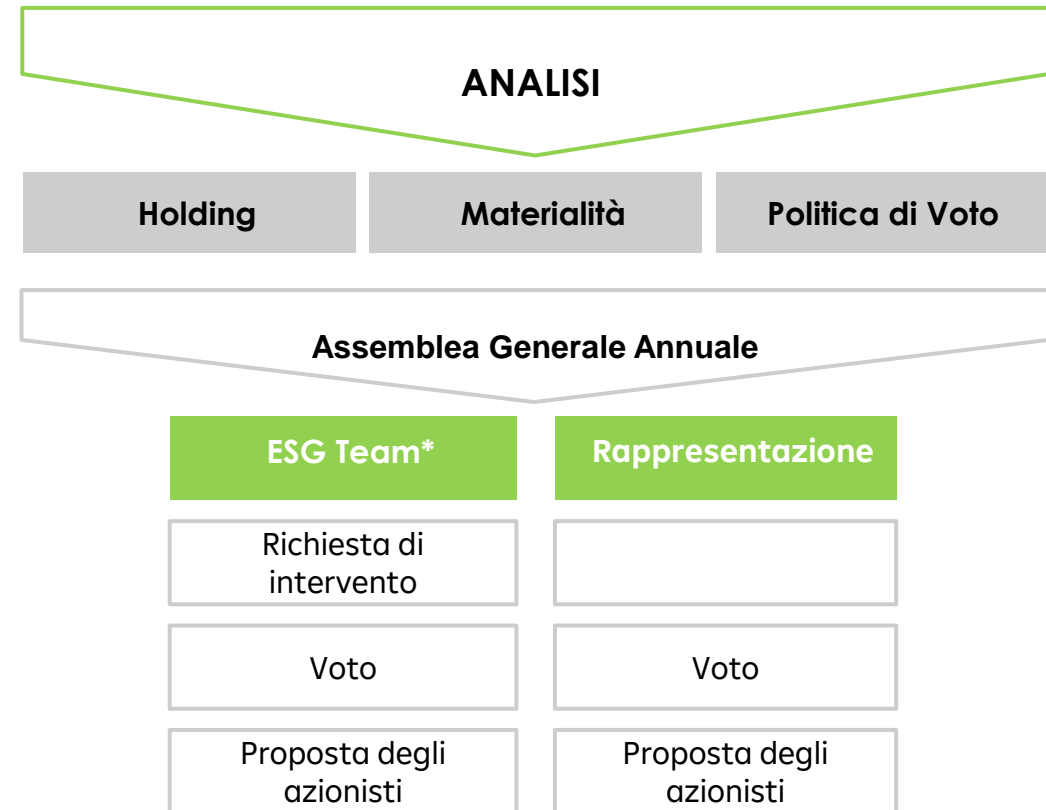 ANALISI
Holding
Materialità
Politica di Voto
Assemblea Generale Annuale
ESG Team*
Rappresentazione
Richiesta di
intervento
Voto
Voto
Proposta degli
azionisti
Proposta degli
azionisti